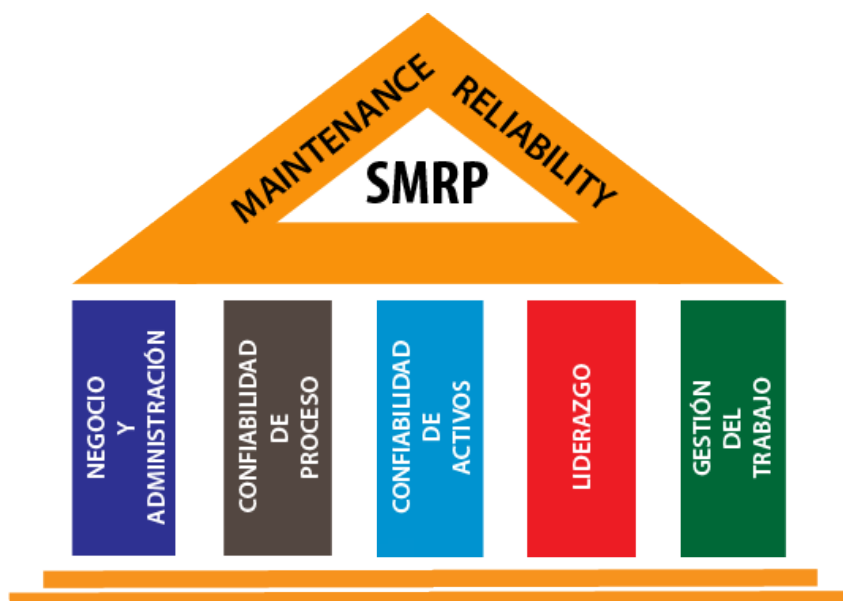 MAINTENANCE
RELIABILITY
SMRP
NEGOCIO
Y
ADMINISTRACIÓN
CONFIABILIDAD
DE
PROCESO
CONFIABILIDAD
DE
ACTIVOS
LIDERAZGO
GESTIÓN
DEL
TRABAJO